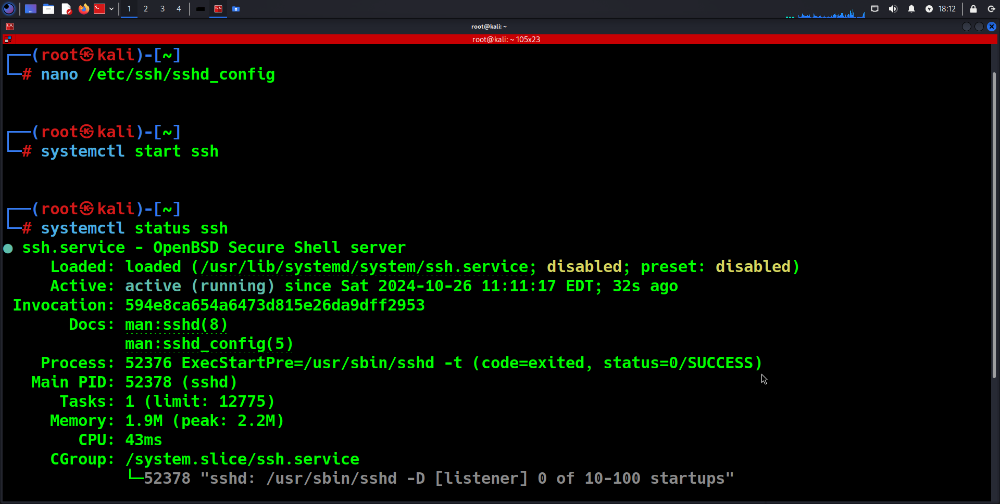 1 2 3 4 18:12
root@kali: ~
root@kali: ~ 105x23
┌──(root㉿kali)-[~]
└─# nano /etc/ssh/sshd_config
┌──(root㉿kali)-[~]
└─# systemctl start ssh
┌──(root㉿kali)-[~]
└─# systemctl status ssh
● ssh.service - OpenBSD Secure Shell server
Loaded: loaded (/usr/lib/systemd/system/ssh.service; disabled; preset: disabled)
Active: active (running) since Sat 2024-10-26 11:11:17 EDT; 32s ago
Invocation: 594e8ca654a6473d815e26da9dff2953
Docs: man:sshd(8)
man:sshd_config(5)
Process: 52376 ExecStartPre=/usr/sbin/sshd -t (code=exited, status=0/SUCCESS)
Main PID: 52378 (sshd)
Tasks: 1 (limit: 12775)
Memory: 1.9M (peak: 2.2M)
CPU: 43ms
CGroup: /system.slice/ssh.service
└─52378 "sshd: /usr/sbin/sshd -D [listener] 0 of 10-100 startups"